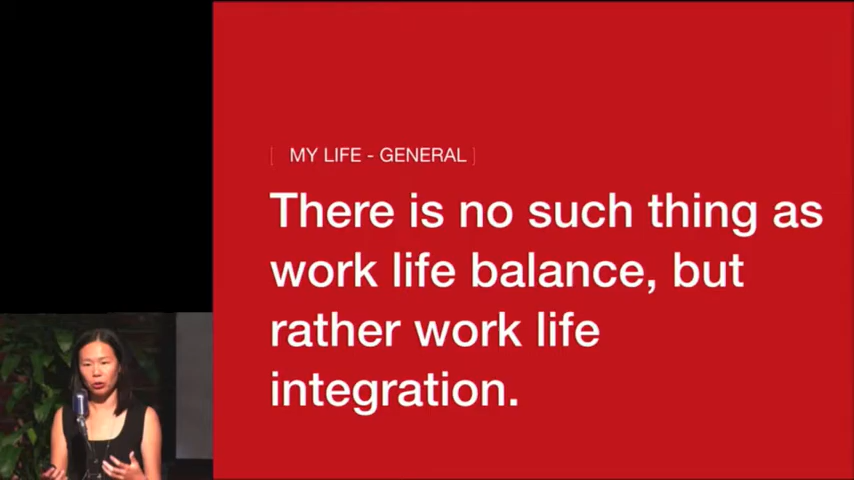 [ MY LIFE - GENERAL ]
There is no such thing as
work life balance, but
rather work life
integration.